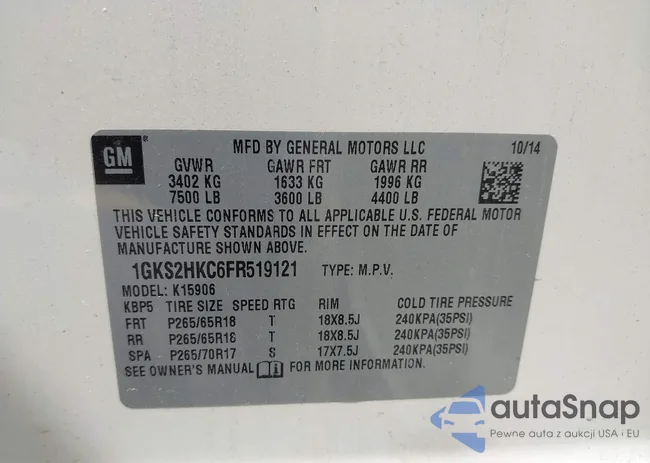 GM
MFD BY GENERAL MOTORS LLC 10/14
GVWR GAWR FRT GAWR RR
3402 KG 1633 KG 1996 KG
7500 LB 3600 LB 4400 LB
THIS VEHICLE CONFORMS TO ALL APPLICABLE U.S. FEDERAL MOTOR
VEHICLE SAFETY STANDARDS IN EFFECT ON THE DATE OF
MANUFACTURE SHOWN ABOVE.
1GKS2HKC6FR519121 TYPE: M.P.V.
MODEL: K15906
KBP5 TIRE SIZE SPEED RTG RIM COLD TIRE PRESSURE
FRT P265/65R18 T 18X8.5J 240KPA(35PSI)
RR P265/65R18 T 18X8.5J 240KPA(35PSI)
SPA P265/70R17 S 17X7.5J 240KPA(35PSI)
SEE OWNER'S MANUAL FOR MORE INFORMATION.
autaSnap
Pewne auta z aukcji USA i EU